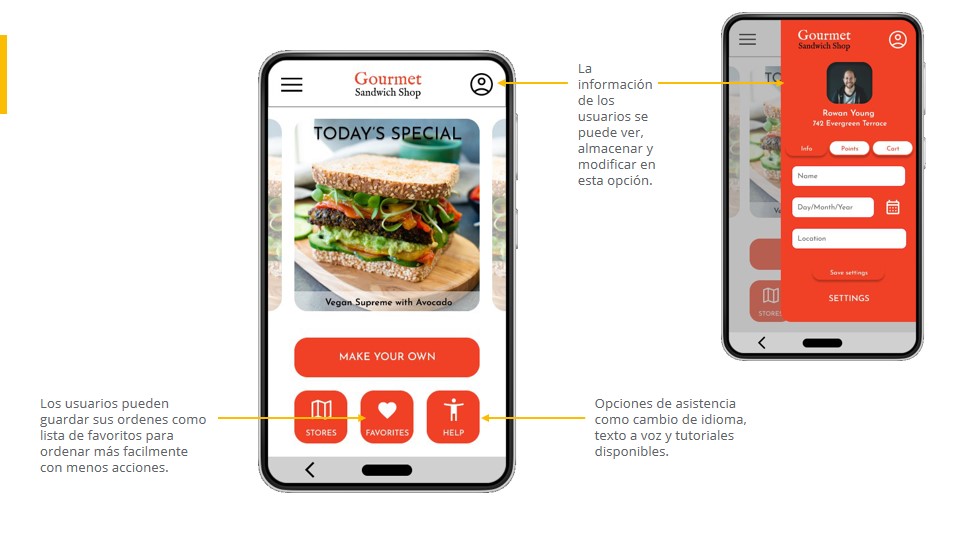 Gourmet
Sandwich Shop
TODAY'S SPECIAL
Vegan Supreme with Avocado
MAKE YOUR OWN
STORES
FAVORITES
HELP
La
información
de los
usuarios se
puede ver,
almacenar y
modificar en
esta opción.
Gourmet
Sandwich Shop
TO
Rowan Young
742 Evergreen Terrace
Info
Points
Cart
Name
Day/Month/Year
Location
Save settings
SETTINGS
STORES
Los usuarios pueden
guardar sus ordenes como
lista de favoritos para
ordenar más facilmente
con menos acciones.
Opciones de asistencia
como cambio de idioma,
texto a voz y tutoriales
disponibles.